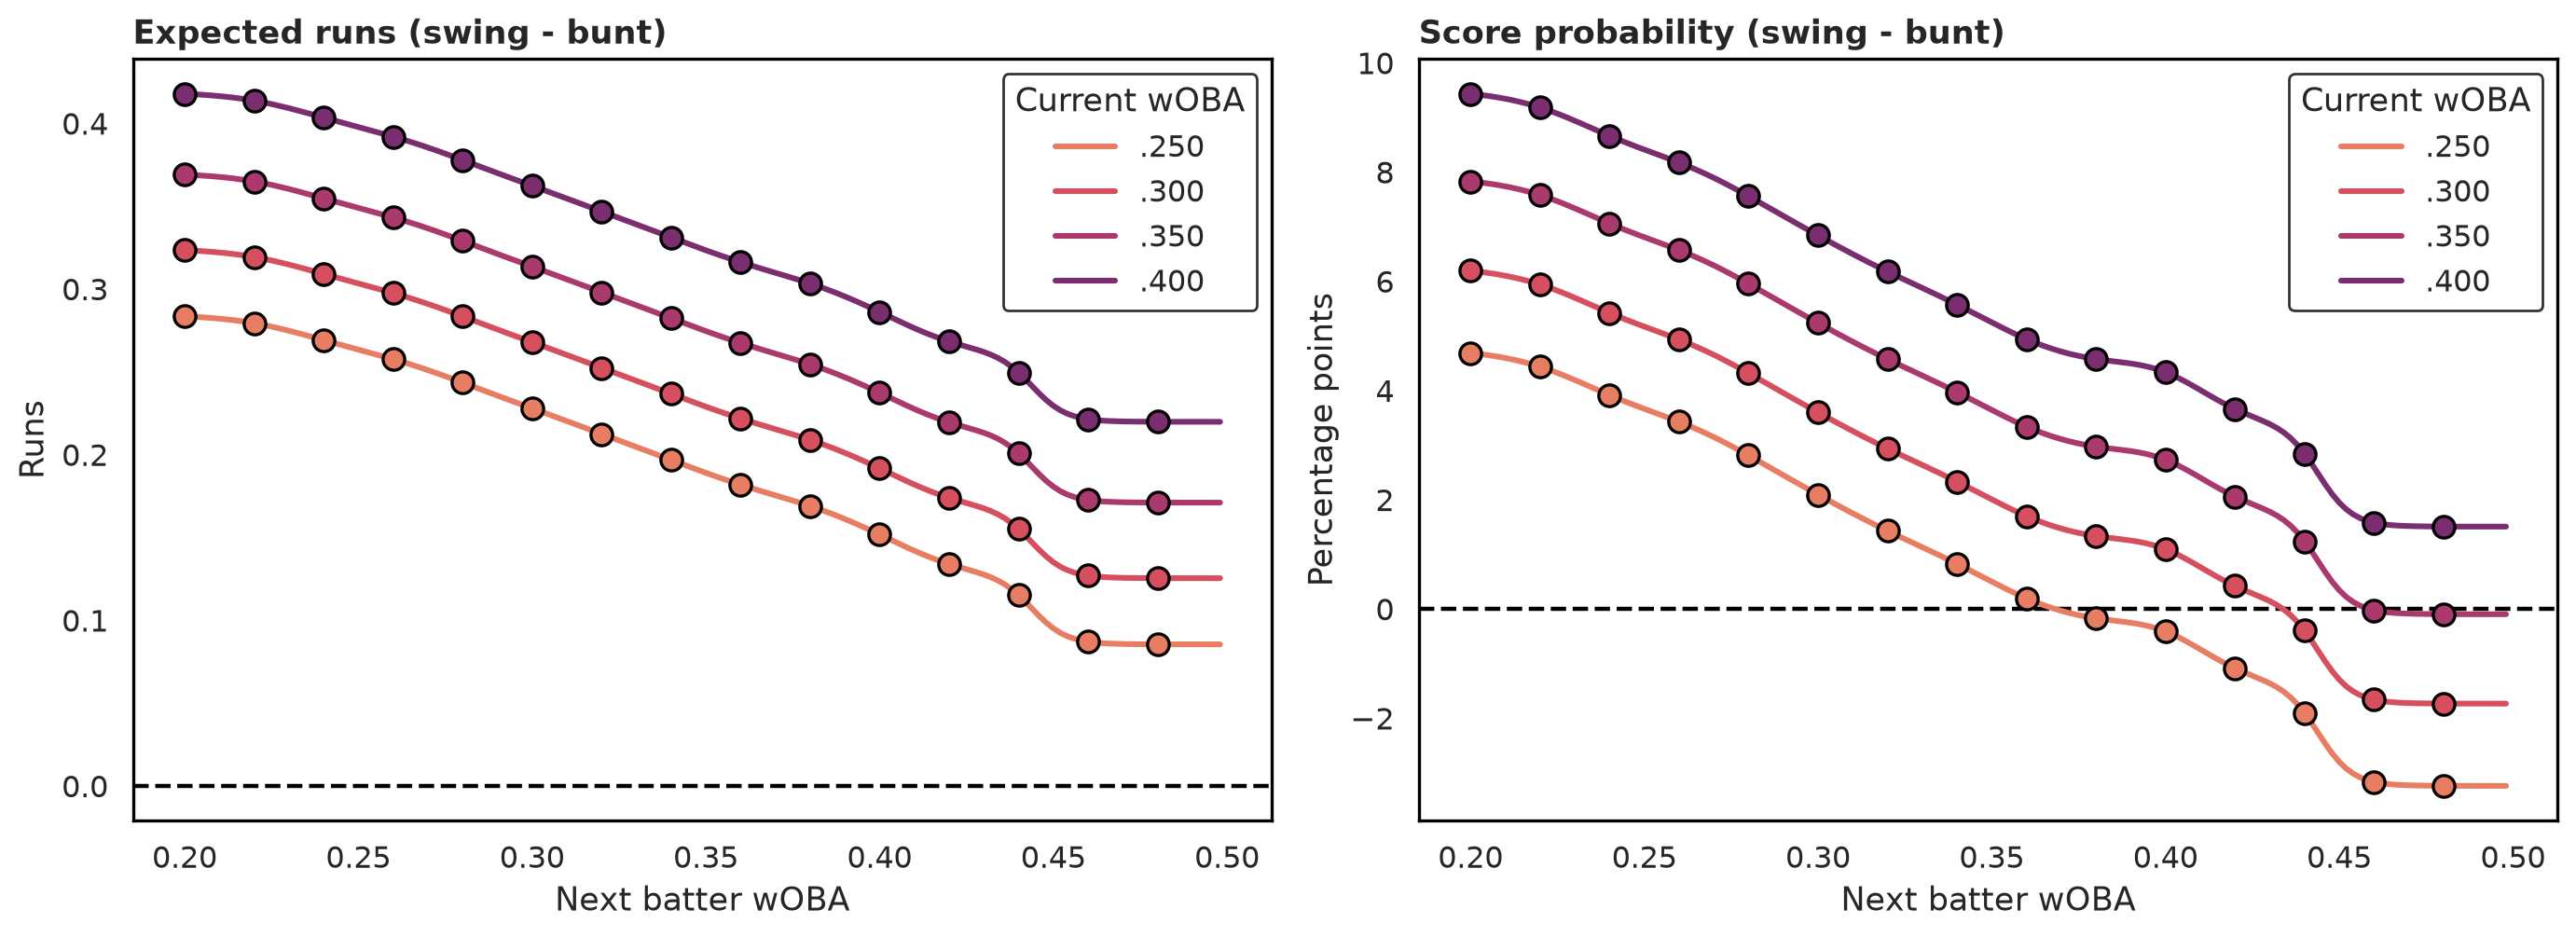 Expected runs (swing - bunt)
Runs
0.4
0.3
0.2
0.1
0.0
Current wOBA
.250
.300
.350
.400
0.20 0.25 0.30 0.35 0.40 0.45 0.50
Next batter wOBA
Score probability (swing - bunt)
Percentage points
10
8
6
4
2
0
−2
Current wOBA
.250
.300
.350
.400
0.20 0.25 0.30 0.35 0.40 0.45 0.50
Next batter wOBA